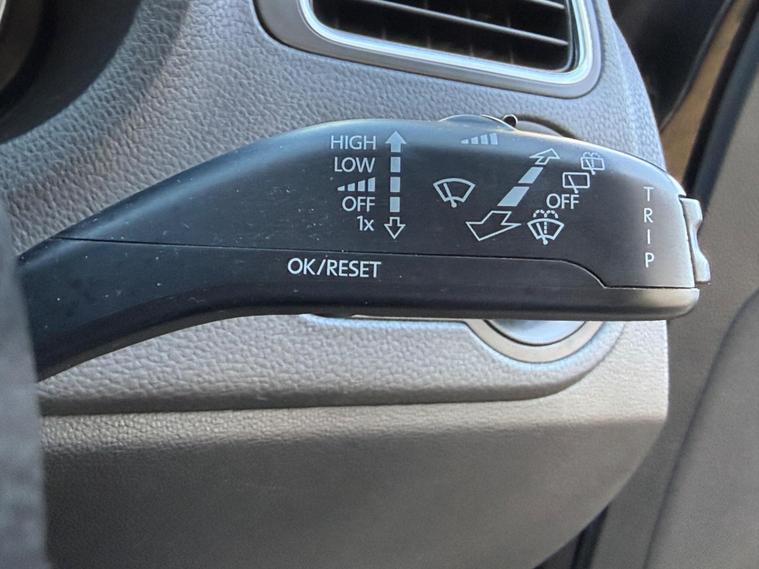 HIGH
LOW
OFF
1x
OFF
TRIP
OK/RESET